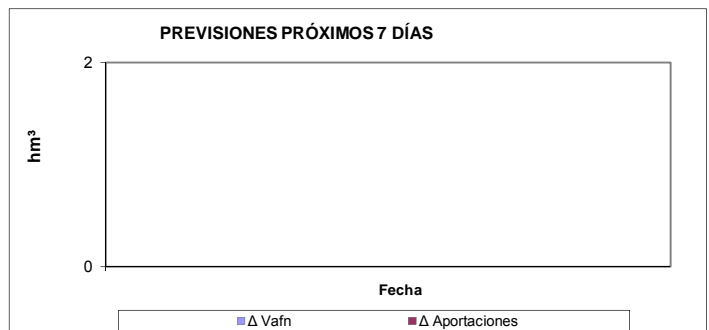 PREVISIONES PRÓXIMOS 7 DÍAS
2
hm³
0
Fecha
Δ Vafn Δ Aportaciones